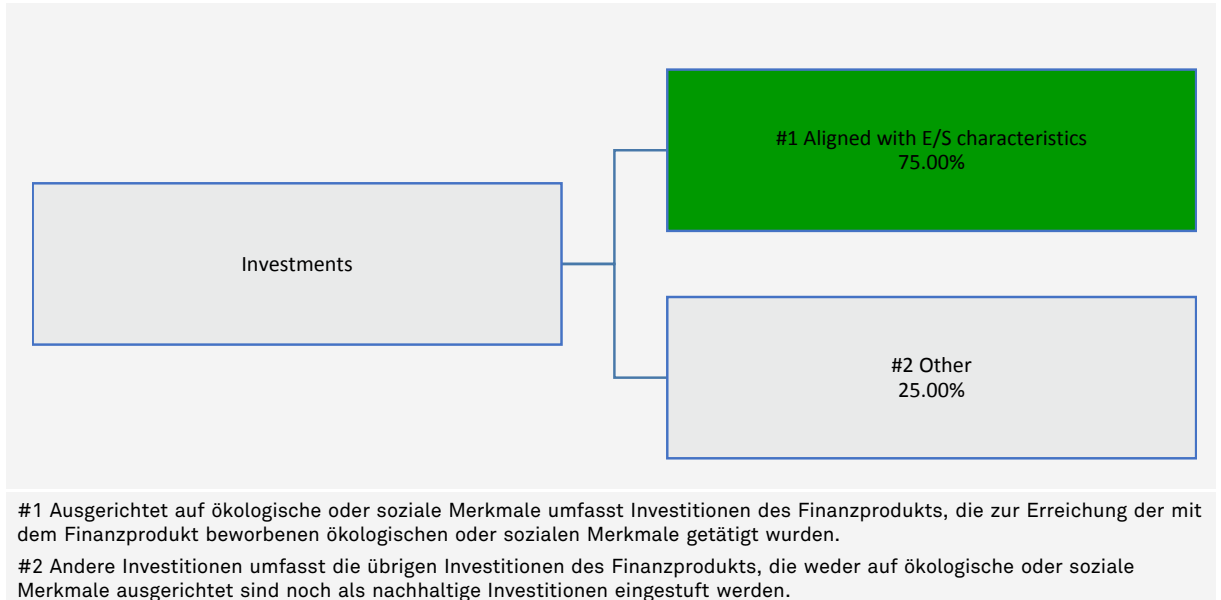 #1 Aligned with E/S characteristics
75.00%
Investments
#2 Other
25.00%
#1 Ausgerichtet auf ökologische oder soziale Merkmale umfasst Investitionen des Finanzprodukts, die zur Erreichung der mit
dem Finanzprodukt beworbenen ökologischen oder sozialen Merkmale getätigt wurden.
#2 Andere Investitionen umfasst die übrigen Investitionen des Finanzprodukts, die weder auf ökologische oder soziale
Merkmale ausgerichtet sind noch als nachhaltige Investitionen eingestuft werden.